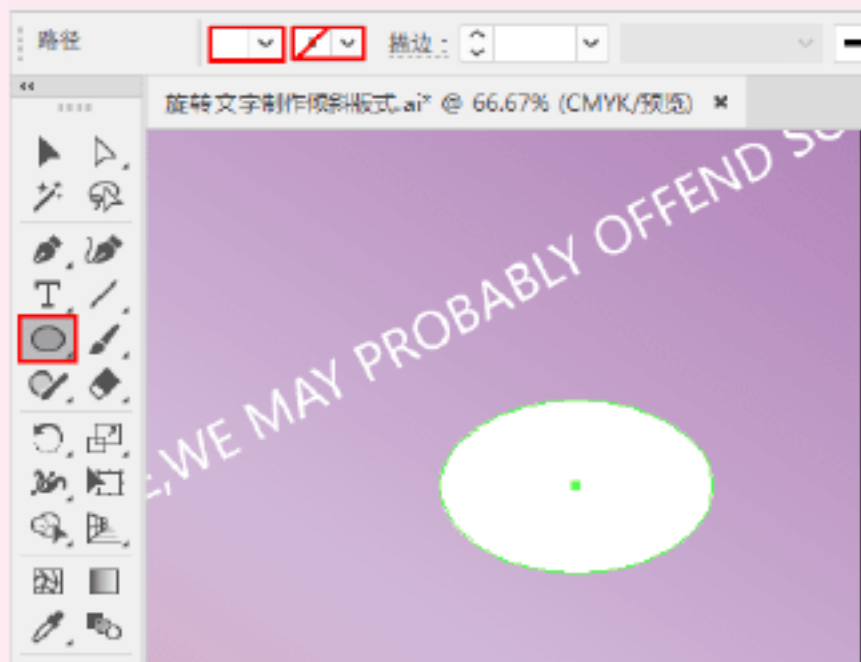 路径
描边：
旋转文字制作倾斜版式.ai* @ 66.67% (CMYK/预览) ×
E,WE MAY PROBABLY OFFEND SO